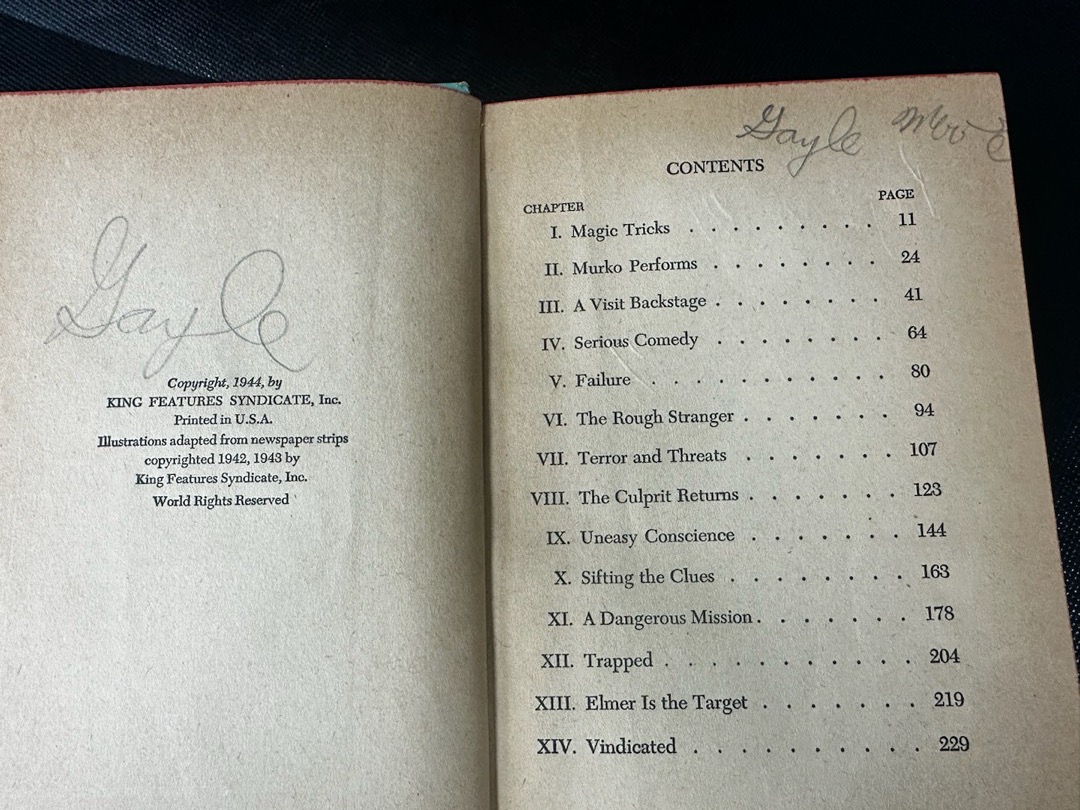 Gayle
Copyright, 1944, by
KING FEATURES SYNDICATE, Inc.
Printed in U.S.A.
Illustrations adapted from newspaper strips
copyrighted 1942, 1943 by
King Features Syndicate, Inc.
World Rights Reserved
Gayle
CONTENTS
CHAPTER PAGE
I. Magic Tricks . . . . . . . . . 11
II. Murko Performs . . . . . . . . 24
III. A Visit Backstage . . . . . . . . 41
IV. Serious Comedy . . . . . . . . 64
V. Failure . . . . . . . . . . . 80
VI. The Rough Stranger . . . . . . . 94
VII. Terror and Threats . . . . . . . 107
VIII. The Culprit Returns . . . . . . . 123
IX. Uneasy Conscience . . . . . . . 144
X. Sifting the Clues . . . . . . . . 163
XI. A Dangerous Mission . . . . . . . 178
XII. Trapped . . . . . . . . . . . 204
XIII. Elmer Is the Target . . . . . . . 219
XIV. Vindicated . . . . . . . . . . 229